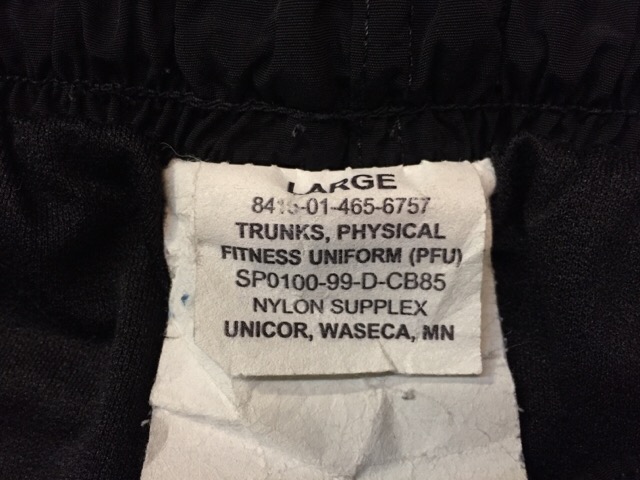 LARGE
8415-01-465-6757
TRUNKS, PHYSICAL
FITNESS UNIFORM (PFU)
SP0100-99-D-CB85
NYLON SUPPLEX
UNICOR, WASECA, MN